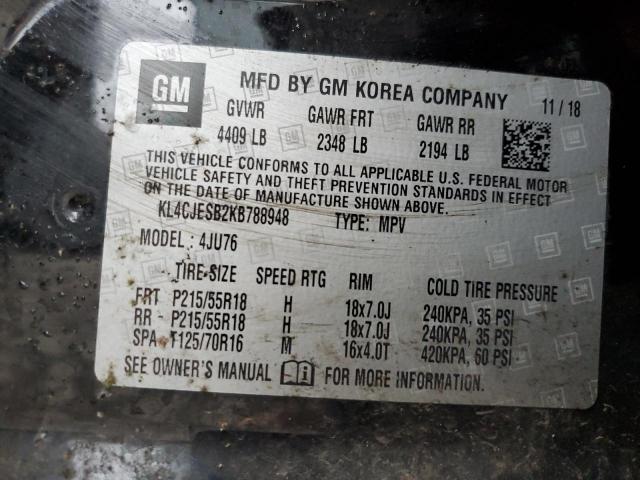 GM MFD BY GM KOREA COMPANY 11 / 18
GVWR GAWR FRT GAWR RR
4409 LB 2348 LB 2194 LB
THIS VEHICLE CONFORMS TO ALL APPLICABLE U.S. FEDERAL MOTOR
VEHICLE SAFETY AND THEFT PREVENTION STANDARDS IN EFFECT
ON THE DATE OF MANUFACTURE SHOWN ABOVE.
KL4CJESB2KB788948 TYPE: MPV
MODEL : 4JU76
TIRE-SIZE SPEED RTG RIM COLD TIRE PRESSURE
FRT P215/55R18 H 18x7.0J 240KPA, 35 PSI
RR - P215/55R18 H 18x7.0J 240KPA, 35 PSI
SPA - T125/70R16 M 16x4.0T 420KPA, 60 PSI
SEE OWNER'S MANUAL FOR MORE INFORMATION.